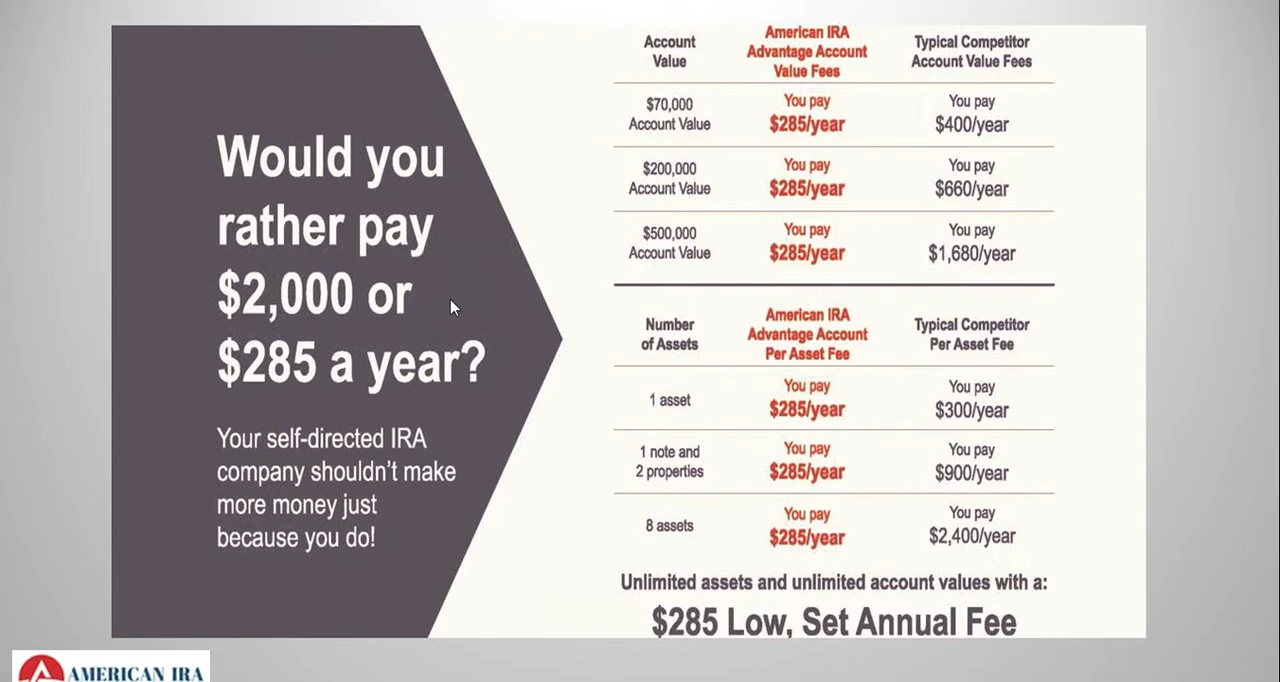 Would you
rather pay
$2,000 or
$285 a year?
Your self-directed IRA
company shouldn't make
more money just
because you do!
Account
Value
American IRA
Advantage Account
Value Fees
Typical Competitor
Account Value Fees
$70,000
Account Value
You pay
$285/year
You pay
$400/year
$200,000
Account Value
You pay
$285/year
You pay
$660/year
$500,000
Account Value
You pay
$285/year
You pay
$1,680/year
Number
of Assets
American IRA
Advantage Account
Per Asset Fee
Typical Competitor
Per Asset Fee
1 asset
You pay
$285/year
You pay
$300/year
1 note and
2 properties
You pay
$285/year
You pay
$900/year
8 assets
You pay
$285/year
You pay
$2,400/year
Unlimited assets and unlimited account values with a:
$285 Low, Set Annual Fee
AMERICAN IRA